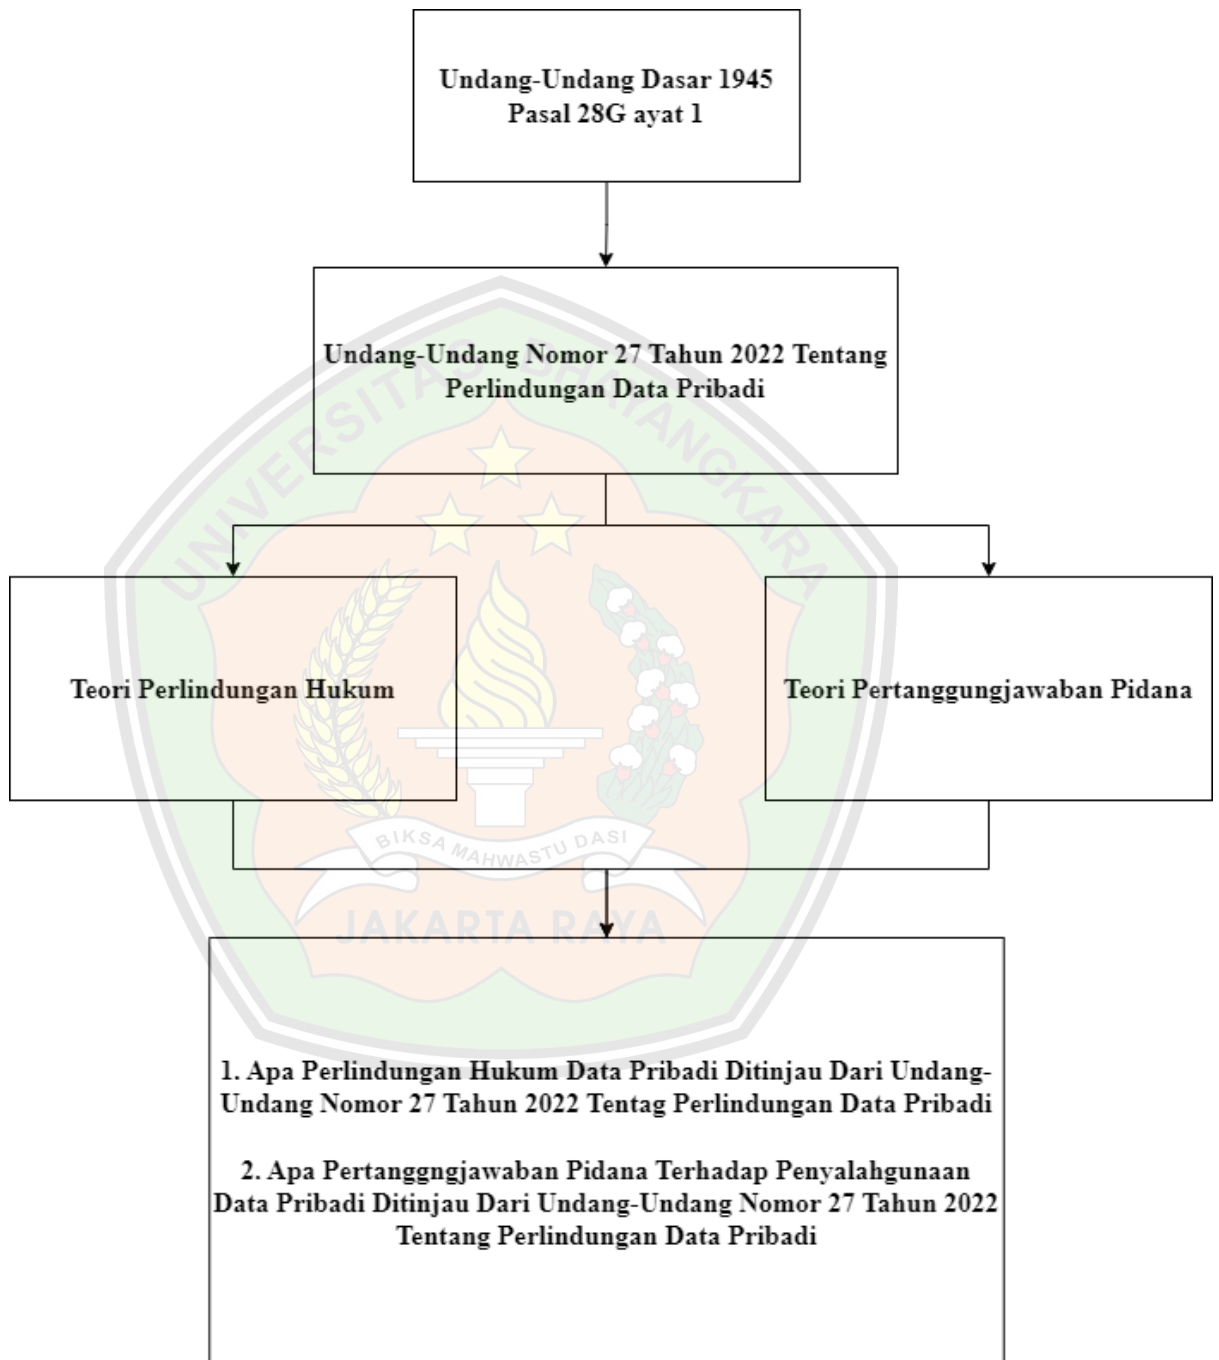 Undang-Undang Dasar 1945
Pasal 28G ayat 1
Undang-Undang Nomor 27 Tahun 2022 Tentang
Perlindungan Data Pribadi
UNIVERSITAS BHAYANGKARA
Teori Perlindungan Hukum
Teori Pertanggungjawaban Pidana
BIKSA MAHWASTU DASI
JAKARTA RAYA
1. Apa Perlindungan Hukum Data Pribadi Ditinjau Dari Undang-
Undang Nomor 27 Tahun 2022 Tentag Perlindungan Data Pribadi
2. Apa Pertanggngjawaban Pidana Terhadap Penyalahgunaan
Data Pribadi Ditinjau Dari Undang-Undang Nomor 27 Tahun 2022
Tentang Perlindungan Data Pribadi